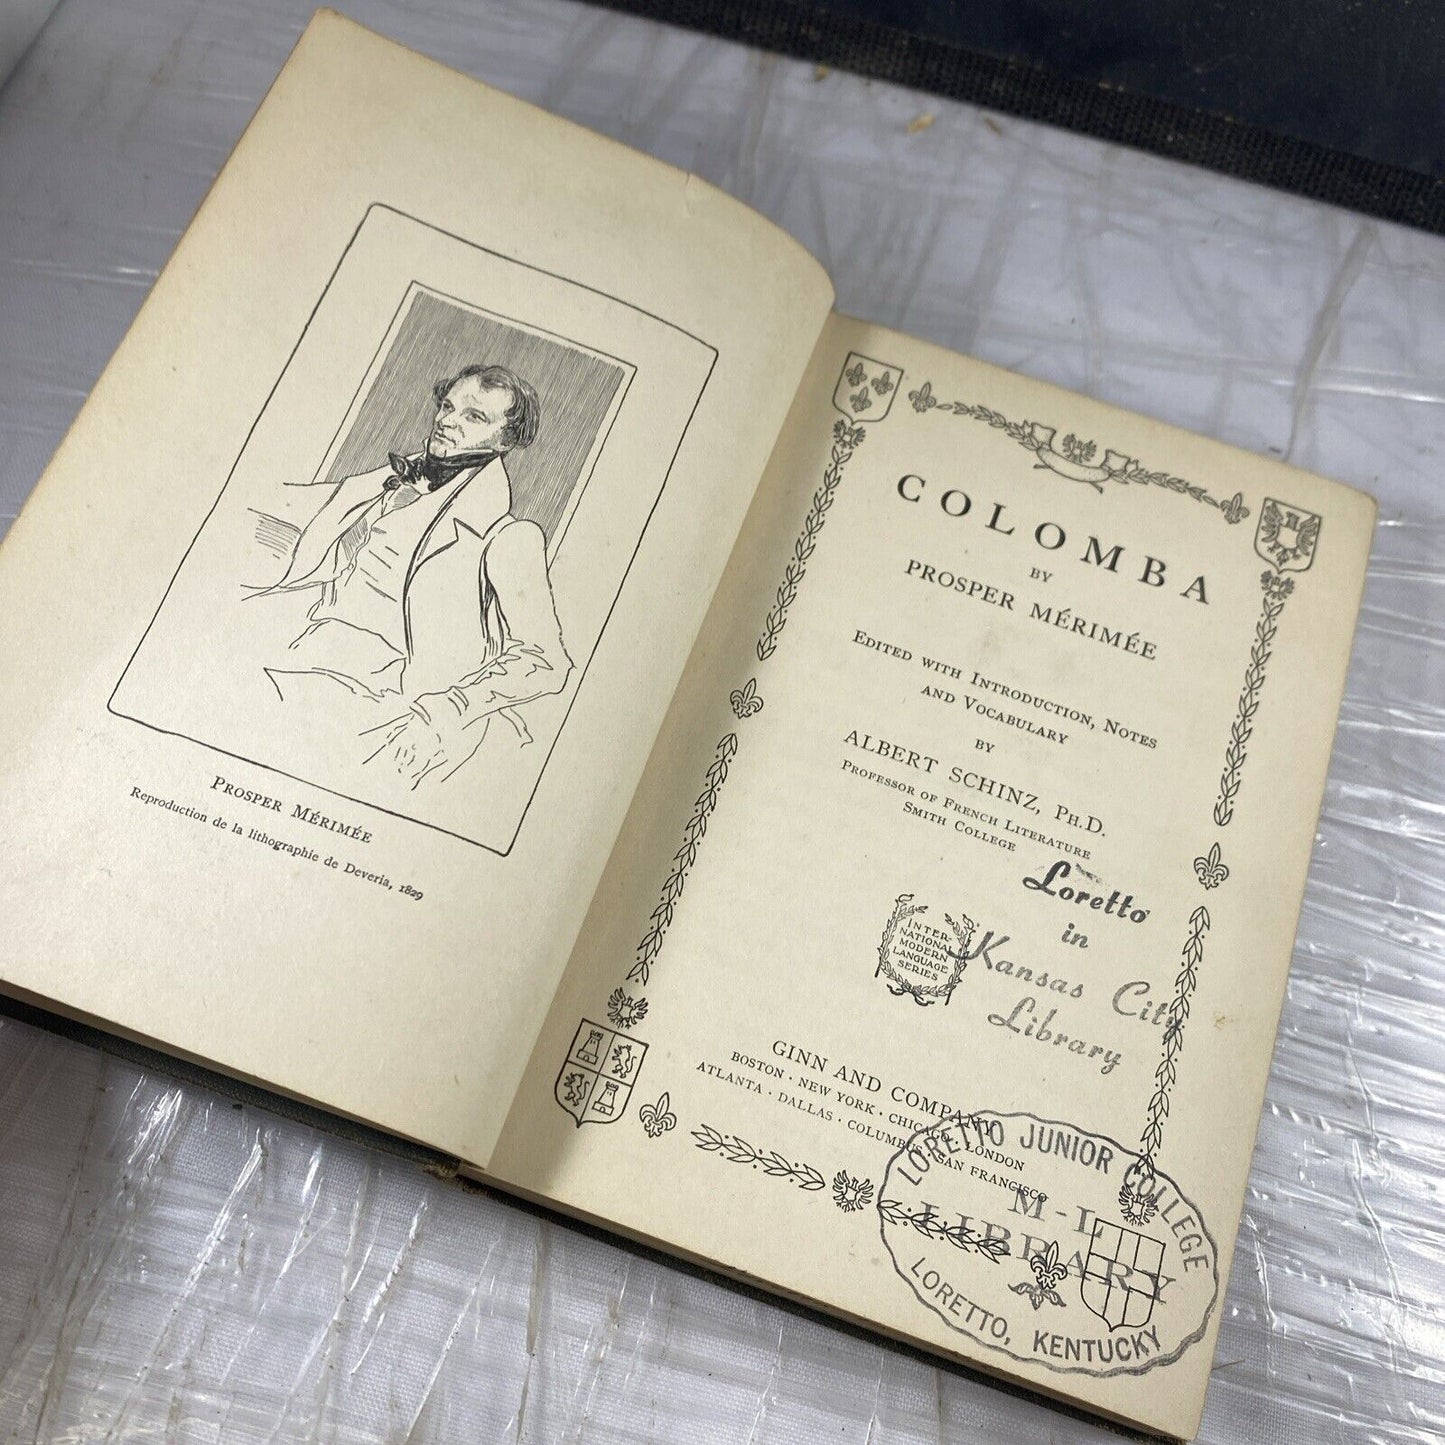 PROSPER MÉRIMÉE
Reproduction de la lithographie de Deveria, 1829
COLOMBA
BY
PROSPER MÉRIMÉE
EDITED WITH INTRODUCTION, NOTES
AND VOCABULARY
BY
ALBERT SCHINZ, PH.D.
PROFESSOR OF FRENCH LITERATURE
SMITH COLLEGE
Loretto
in
Kansas City
Library
INTER-
NATIONAL
MODERN
LANGUAGE
SERIES
GINN AND COMPANY
BOSTON · NEW YORK · CHICAGO · LONDON
ATLANTA · DALLAS · COLUMBUS · SAN FRANCISCO
LORETTO JUNIOR COLLEGE
M-L
LIBRARY
LORETTO, KENTUCKY